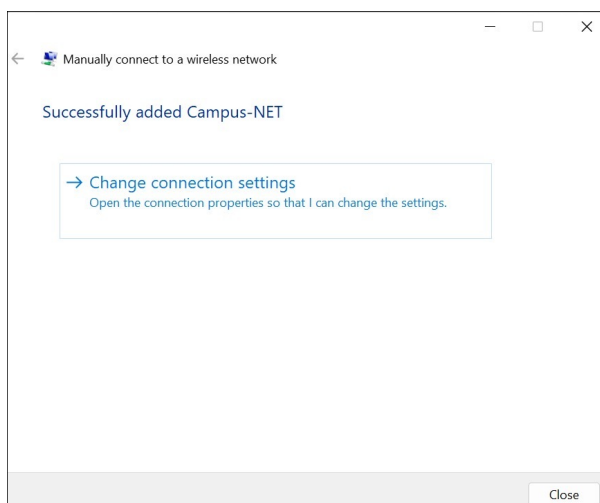 Manually connect to a wireless network
Successfully added Campus-NET
Change connection settings
Open the connection properties so that I can change the settings.
Close